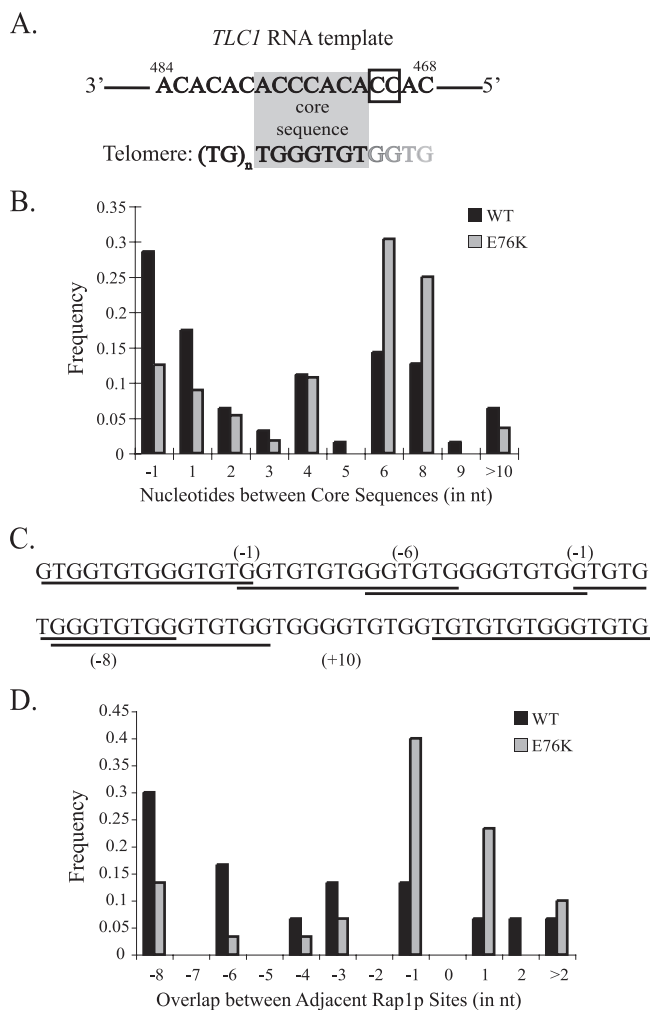 A.
TLC1 RNA template
484
468
3’
ACACACACCCACACCAC
5’
core
sequence
Telomere: (TG)n TGGGTGTGGTG
B.
WT
E76K
0.35
0.3
0.25
0.2
0.15
0.1
0.05
0
Frequency
-1 1 2 3 4 5 6 8 9 >10
Nucleotides between Core Sequences (in nt)
C.
(-1) (-6) (-1)
GTGGTGTGGGTGTGGTGTGTGGGTGTGGGGTGTGGTGTG
TGGGTGTGGGTGTGGTGGGGTGTGGTGTGTGTGGGTGTG
(-8) (+10)
D.
WT
E76K
0.45
0.4
0.35
0.3
0.25
0.2
0.15
0.1
0.05
0
Frequency
-8 -7 -6 -5 -4 -3 -2 -1 0 1 2 >2
Overlap between Adjacent Rap1p Sites (in nt)